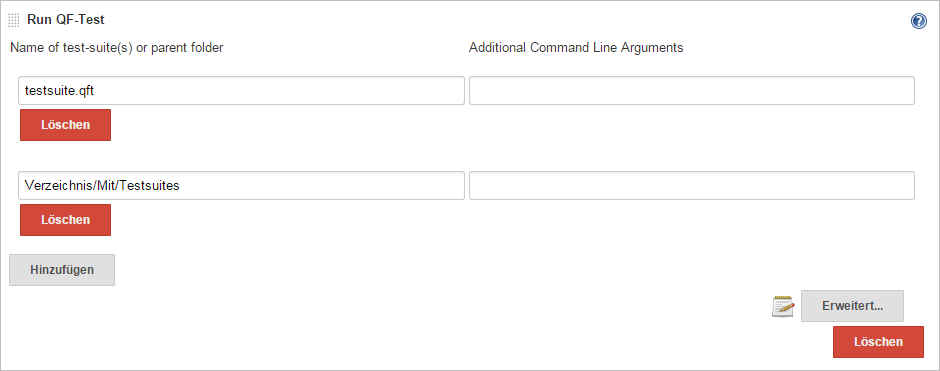 Run QF-Test
?
Name of test-suite(s) or parent folder
Additional Command Line Arguments
testsuite.qft
Löschen
Verzeichnis/Mit/Testsuites
Löschen
Hinzufügen
Erweitert...
Löschen